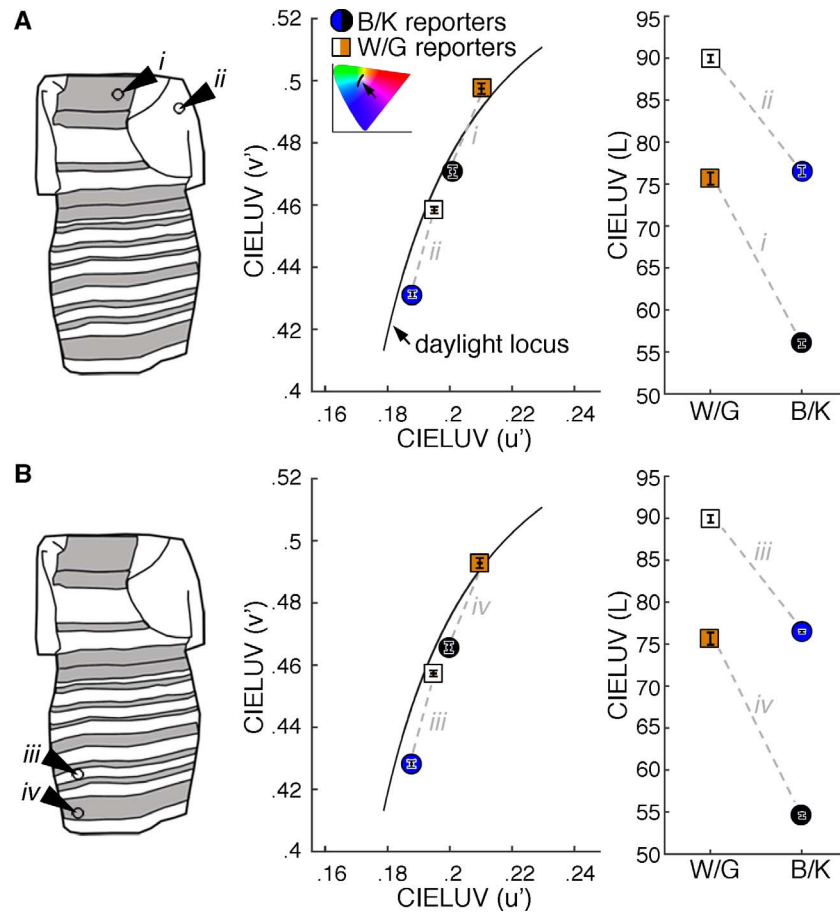 A
i
ii
B/K reporters
W/G reporters
.52
.5
.48
.46
.44
.42
.4
CIELUV (v')
i
ii
daylight locus
.16 .18 .2 .22 .24
CIELUV (u')
95
90
85
80
75
70
65
60
55
50
CIELUV (L)
ii
i
W/G B/K
B
iii
iv
.52
.5
.48
.46
.44
.42
.4
CIELUV (v')
iv
iii
.16 .18 .2 .22 .24
CIELUV (u')
95
90
85
80
75
70
65
60
55
50
CIELUV (L)
iii
iv
W/G B/K